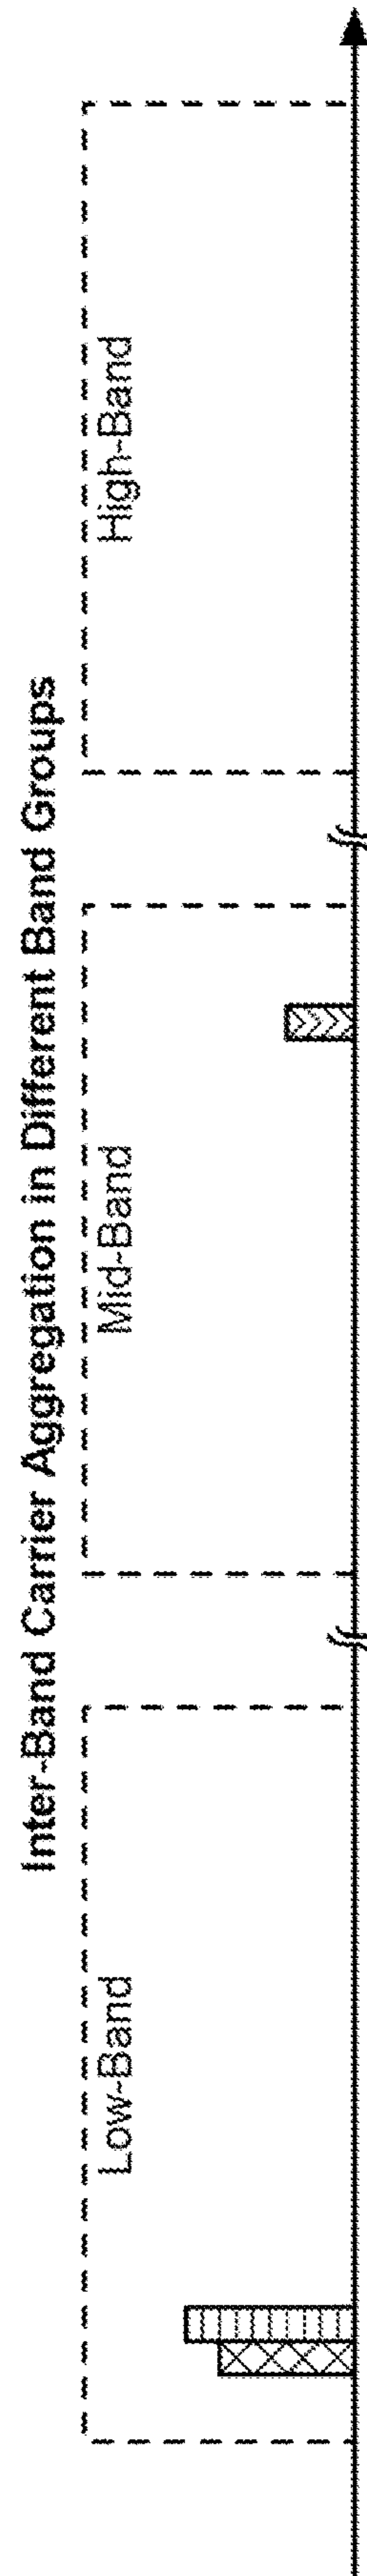 Inter-Band Carrier Aggregation in Different Band Groups
Low-Band
Mid-Band
High-Band